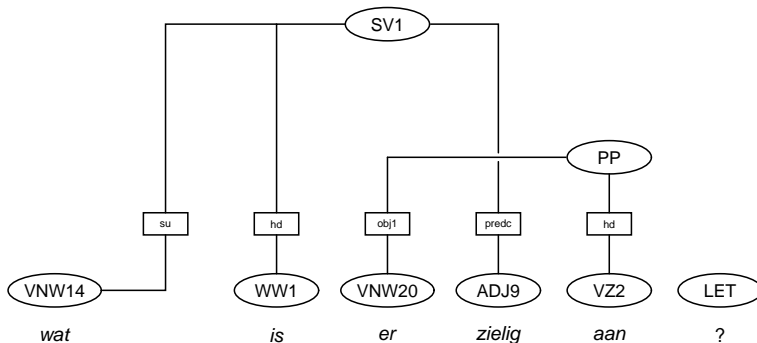 SV1
PP
su hd obj1 predc hd
VNW14 WW1 VNW20 ADJ9 VZ2 LET
wat is er zielig aan ?